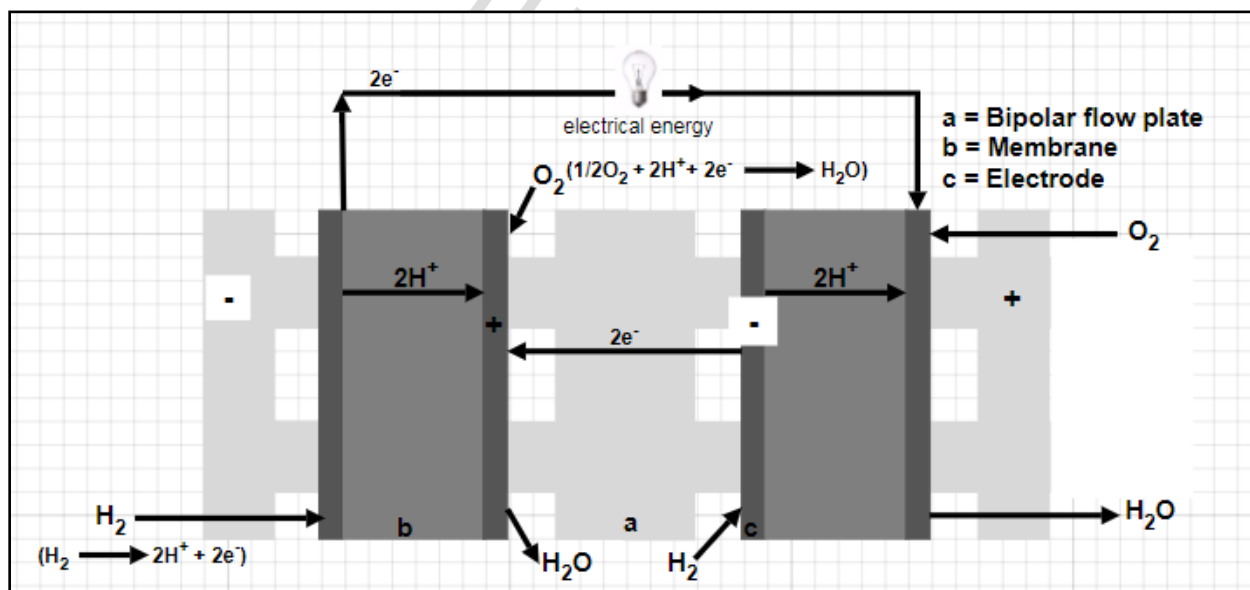 2e-
electrical energy
a = Bipolar flow plate
b = Membrane
c = Electrode
O2 (1/2O2 + 2H+ + 2e- → H2O)
O2
2H+
2H+
-
+
-
+
2e-
H2
H2O
b
a
c
(H2 → 2H+ + 2e-)
H2O
H2